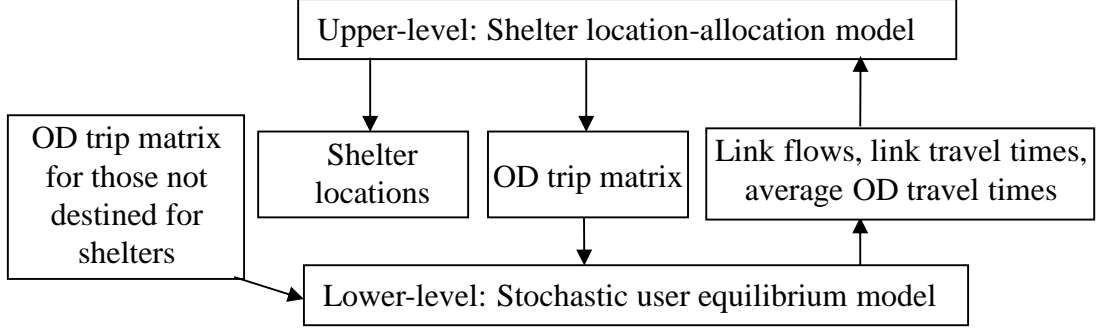 Upper-level: Shelter location-allocation model
OD trip matrix
for those not
destined for
shelters
Shelter
locations
OD trip matrix
Link flows, link travel times,
average OD travel times
Lower-level: Stochastic user equilibrium model